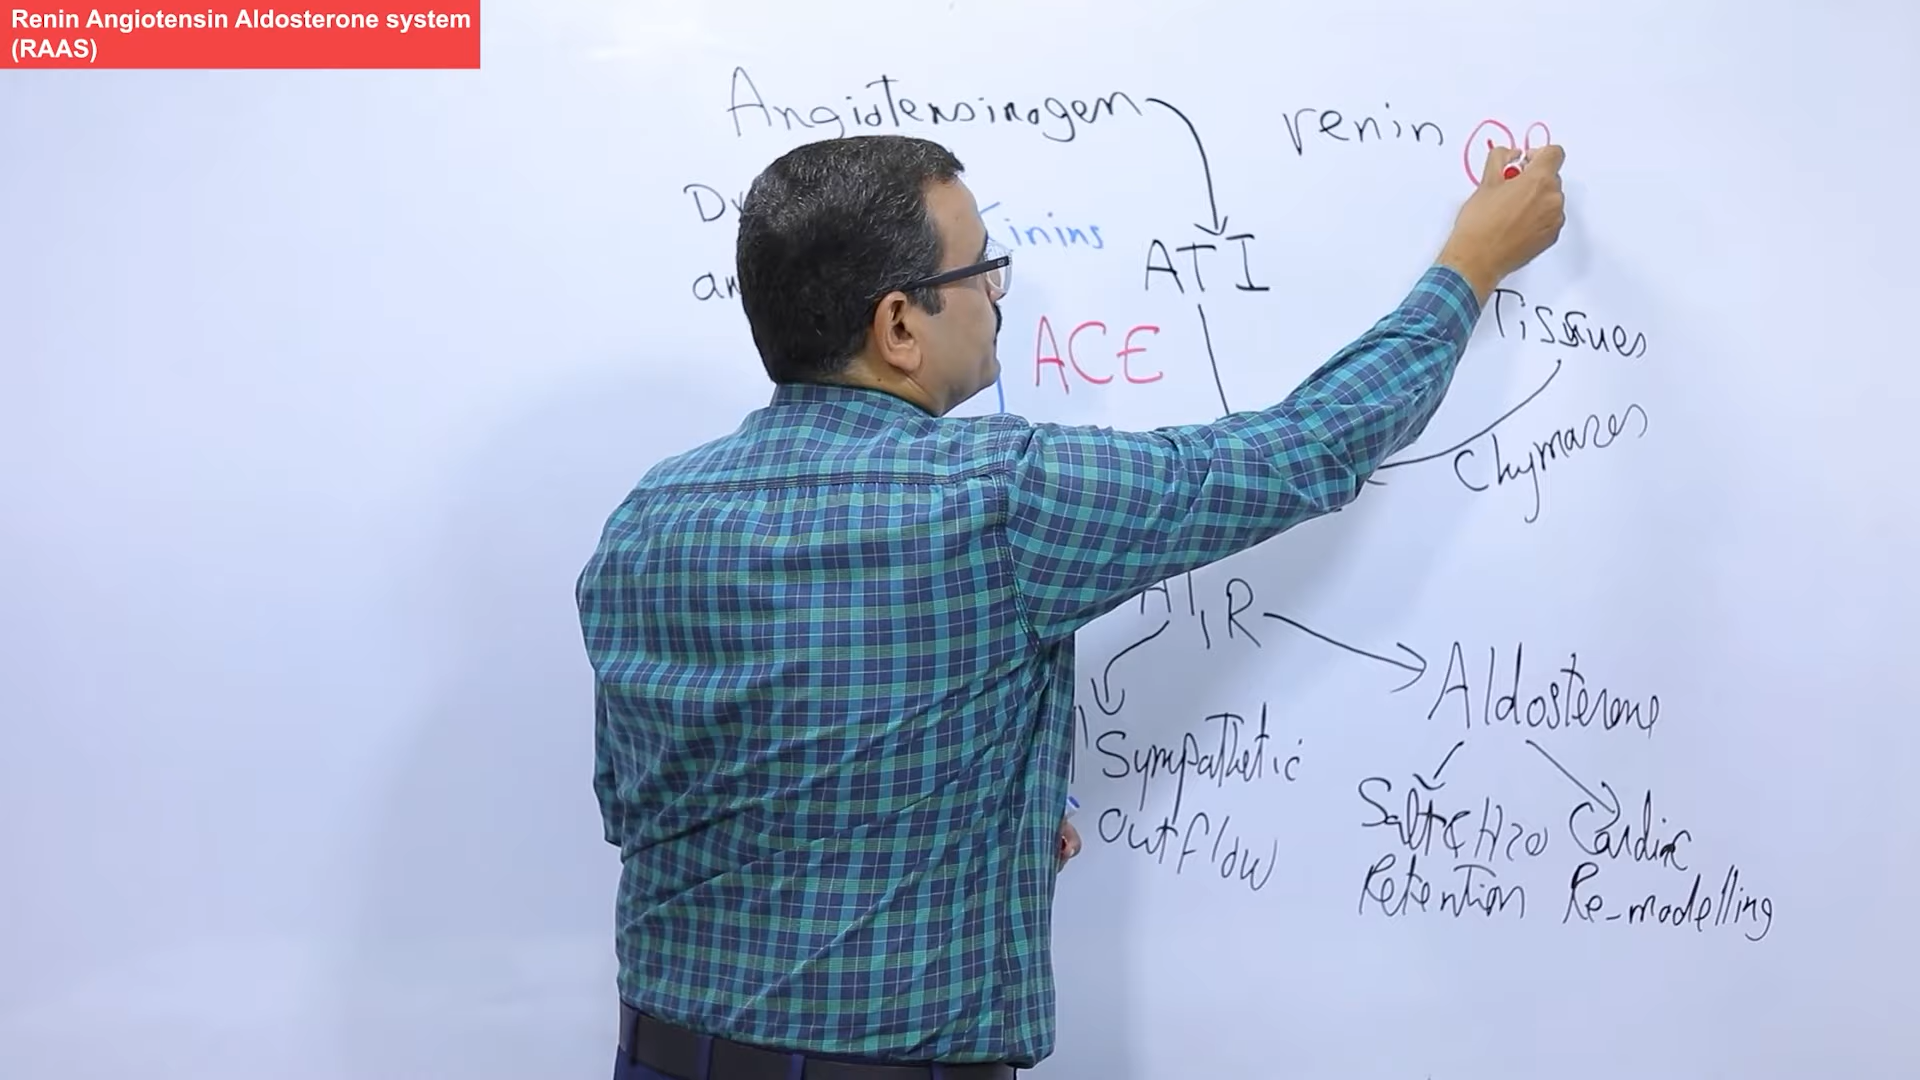 Renin Angiotensin Aldosterone system
(RAAS)
Angiotensinogen
renin
ATI
ACE
Tissues
Chymases
AT1R
Aldosterone
Sympathetic
outflow
Salt & H2O
Retention
Cardiac
Re-modelling